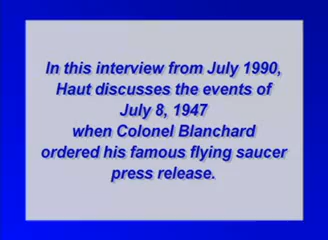 In this interview from July 1990,
Haut discusses the events of
July 8, 1947
when Colonel Blanchard
ordered his famous flying saucer
press release.